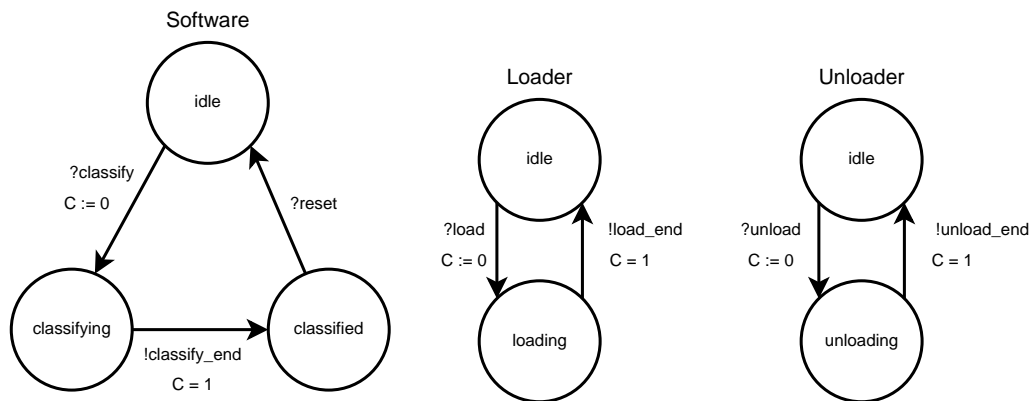 Software
idle
?classify
C := 0
?reset
classifying
!classify_end
C = 1
classified
Loader
idle
?load
C := 0
!load_end
C = 1
loading
Unloader
idle
?unload
C := 0
!unload_end
C = 1
unloading